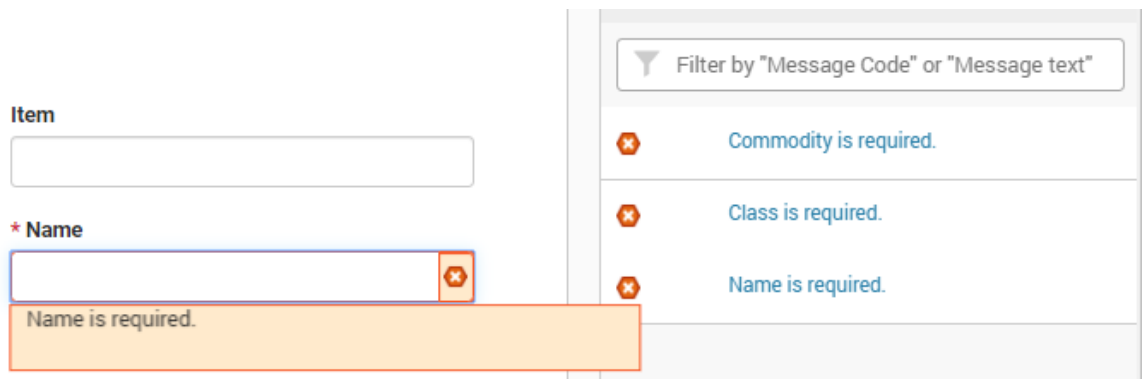 Item
* Name
Name is required.
Filter by "Message Code" or "Message text"
Commodity is required.
Class is required.
Name is required.